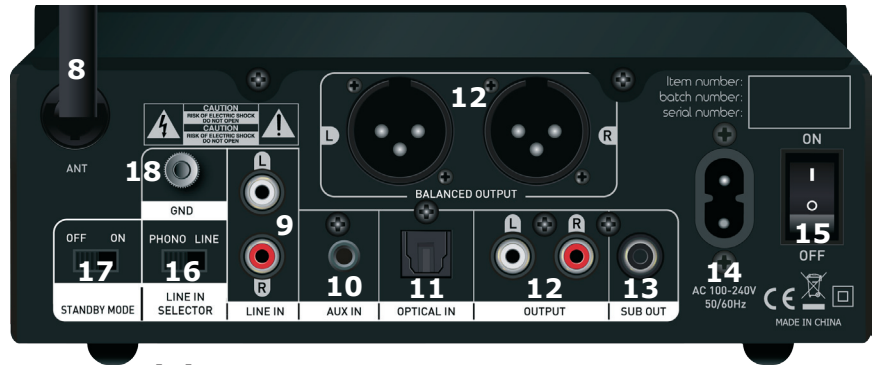 8
ANT
CAUTION
RISK OF ELECTRIC SHOCK
DO NOT OPEN
CAUTION
RISK OF ELECTRIC SHOCK
DO NOT OPEN
12
L
R
BALANCED OUTPUT
Item number:
batch number:
serial number:
18
GND
L
9
R
LINE IN
OFF ON
17
STANDBY MODE
PHONO LINE
16
LINE IN
SELECTOR
10
AUX IN
11
OPTICAL IN
L R
12
OUTPUT
13
SUB OUT
14
AC 100-240V
50/60Hz
ON
I
O
15
OFF
CE
MADE IN CHINA